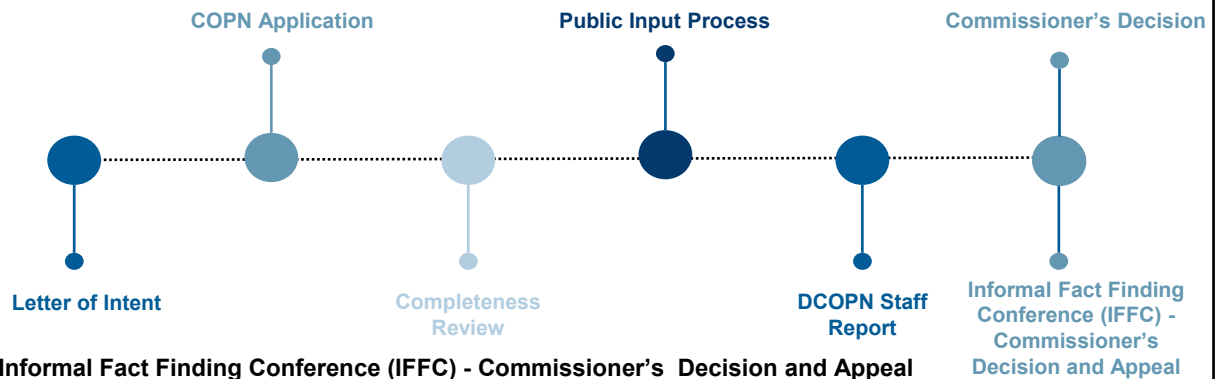 COPN Application
Public Input Process
Commissioner’s Decision
Letter of Intent
Completeness
Review
DCOPN Staff
Report
Informal Fact Finding
Conference (IFFC) -
Commissioner’s
Decision and Appeal
Informal Fact Finding Conference (IFFC) - Commissioner’s  Decision and Appeal